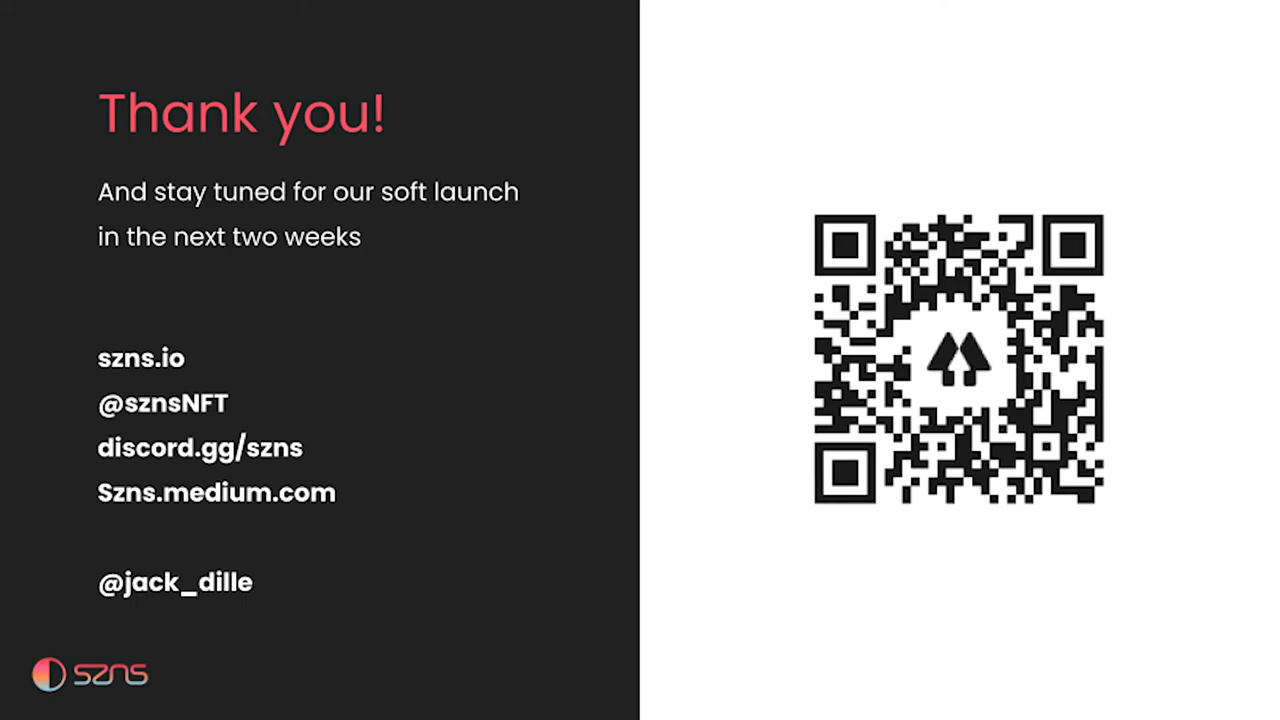 Thank you!
And stay tuned for our soft launch
in the next two weeks
szns.io
@sznsNFT
discord.gg/szns
Szns.medium.com
@jack_dille
szns